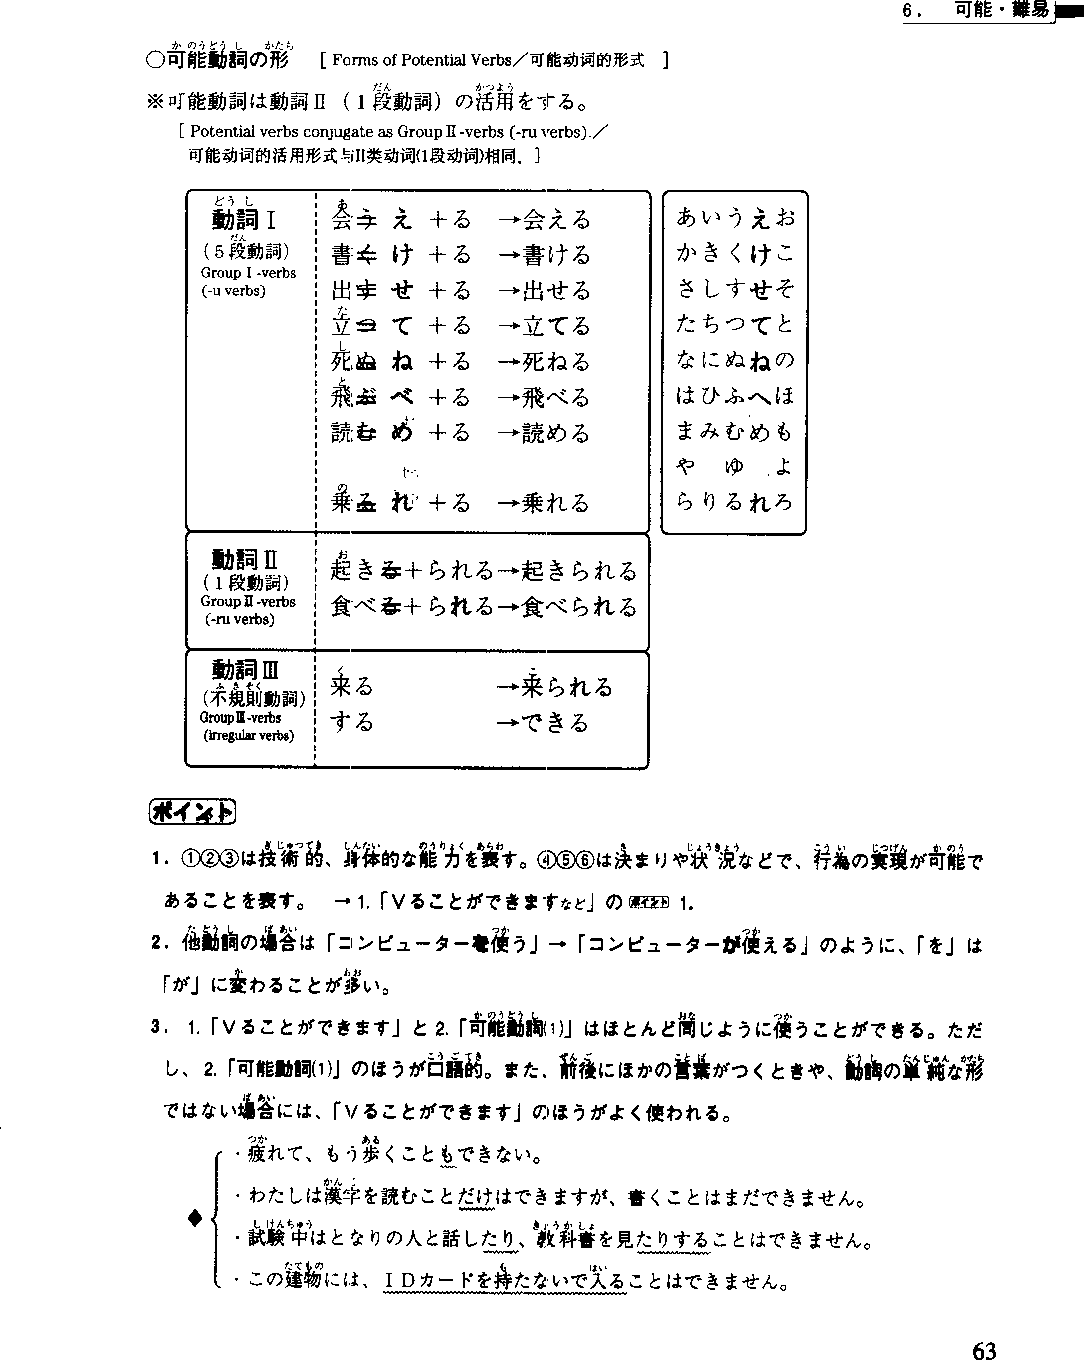 6. 可能・難易
○可能動詞の形 [ Forms of Potential Verbs／可能动词的形式 ]
※可能動詞は動詞Ⅱ（1段動詞）の活用をする。
[ Potential verbs conjugate as Group Ⅱ-verbs (-ru verbs).／
可能动词的活用形式与II类动词(1段动词)相同. ]
動詞Ⅰ
（5段動詞）
Group I -verbs
(-u verbs)
会う え ＋る →会える
書く け ＋る →書ける
出す せ ＋る →出せる
立つ て ＋る →立てる
死ぬ ね ＋る →死ねる
飛ぶ べ ＋る →飛べる
読む め ＋る →読める
乗る れ ＋る →乗れる
あいうえお
かきくけこ
さしすせそ
たちつてと
なにぬねの
はひふへほ
まみむめも
や ゆ よ
らりるれろ
動詞Ⅱ
（1段動詞）
Group Ⅱ-verbs
(-ru verbs)
起きる＋られる→起きられる
食べる＋られる→食べられる
動詞Ⅲ
（不規則動詞）
Group Ⅲ-verbs
(irregular verbs)
来る →来られる
する →できる
ポイント
1. ①②③は技術的、身体的な能力を表す。④⑤⑥は決まりや状況などで、行為の実現が可能で
あることを表す。 →1.「Ｖることができますなど」のポイント 1.
2. 他動詞の場合は「コンピューターを使う」→「コンピューターが使える」のように、「を」は
「が」に変わることが多い。
3. 1.「Ｖることができます」と2.「可能動詞(1)」はほとんど同じように使うことができる。ただ
し、2.「可能動詞(1)」のほうが口語的。また、前後にほかの言葉がつくときや、動詞の単純な形
ではない場合には、「Ｖることができます」のほうがよく使われる。
◆
・疲れて、もう歩くこともできない。
・わたしは漢字を読むことだけはできますが、書くことはまだできません。
・試験中はとなりの人と話したり、教科書を見たりすることはできません。
・この建物には、ＩＤカードを持たないで入ることはできません。
63